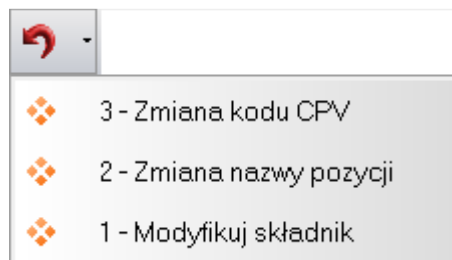 3 - Zmiana kodu CPV
2 - Zmiana nazwy pozycji
1 - Modyfikuj składnik